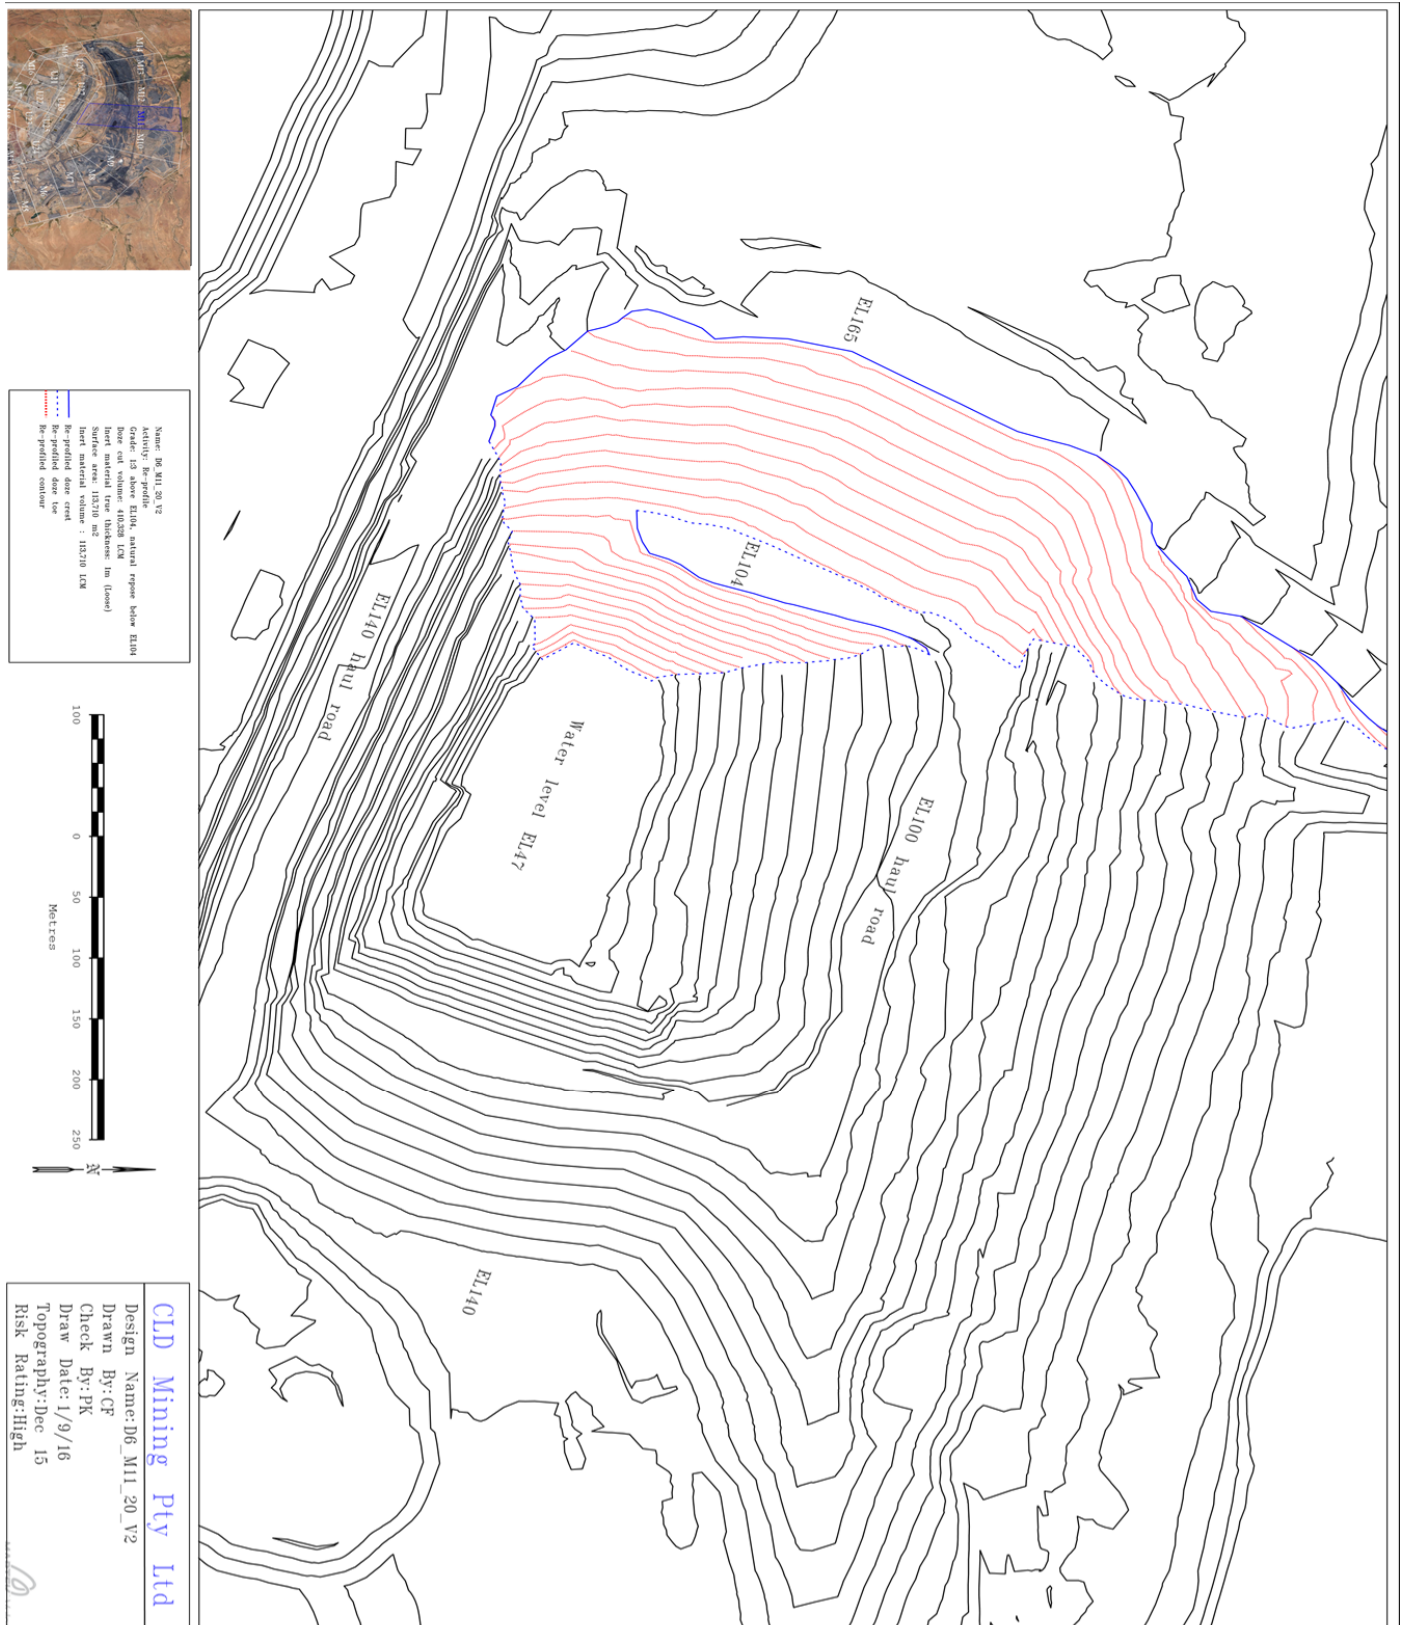 EL165
EL104
EL140 haul road
Water level EL47
EL100 haul road
EL140
Name: D6_M11_20_V2
Activity: Re-profile
Grade: 1:3 above EL104, natural repose below EL104
Doze cut volume: 410,328 LCM
Inert material true thickness: 1m (Loose)
Surface area: 113,710 m2
Inert material volume : 113,710 LCM
Re-profiled doze crest
Re-profiled doze toe
Re-profiled contour
100 0 50 100 150 200 250
Metres
N
CLD Mining Pty Ltd
Design Name:D6_M11_20_V2
Drawn By:CF
Check By:PK
Draw Date:1/9/16
Topography:Dec 15
Risk Rating:High